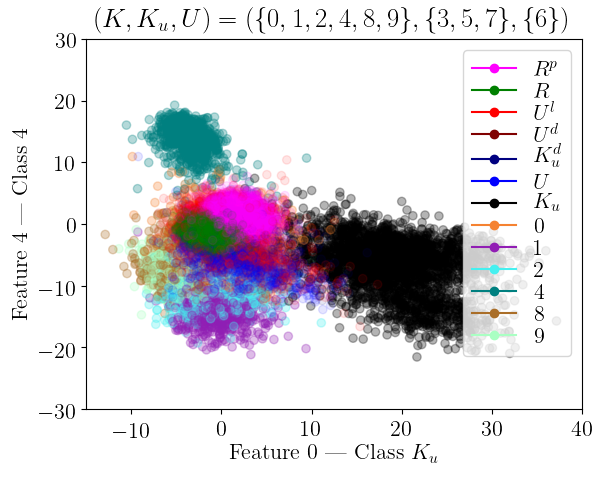 (K, K_u, U) = ({0, 1, 2, 4, 8, 9}, {3, 5, 7}, {6})
30
20
10
0
−10
−20
−30
Feature 4 — Class 4
R^p
R
U^l
U^d
K_u^d
U
K_u
0
1
2
4
8
9
−10
0
10
20
30
40
Feature 0 — Class K_u